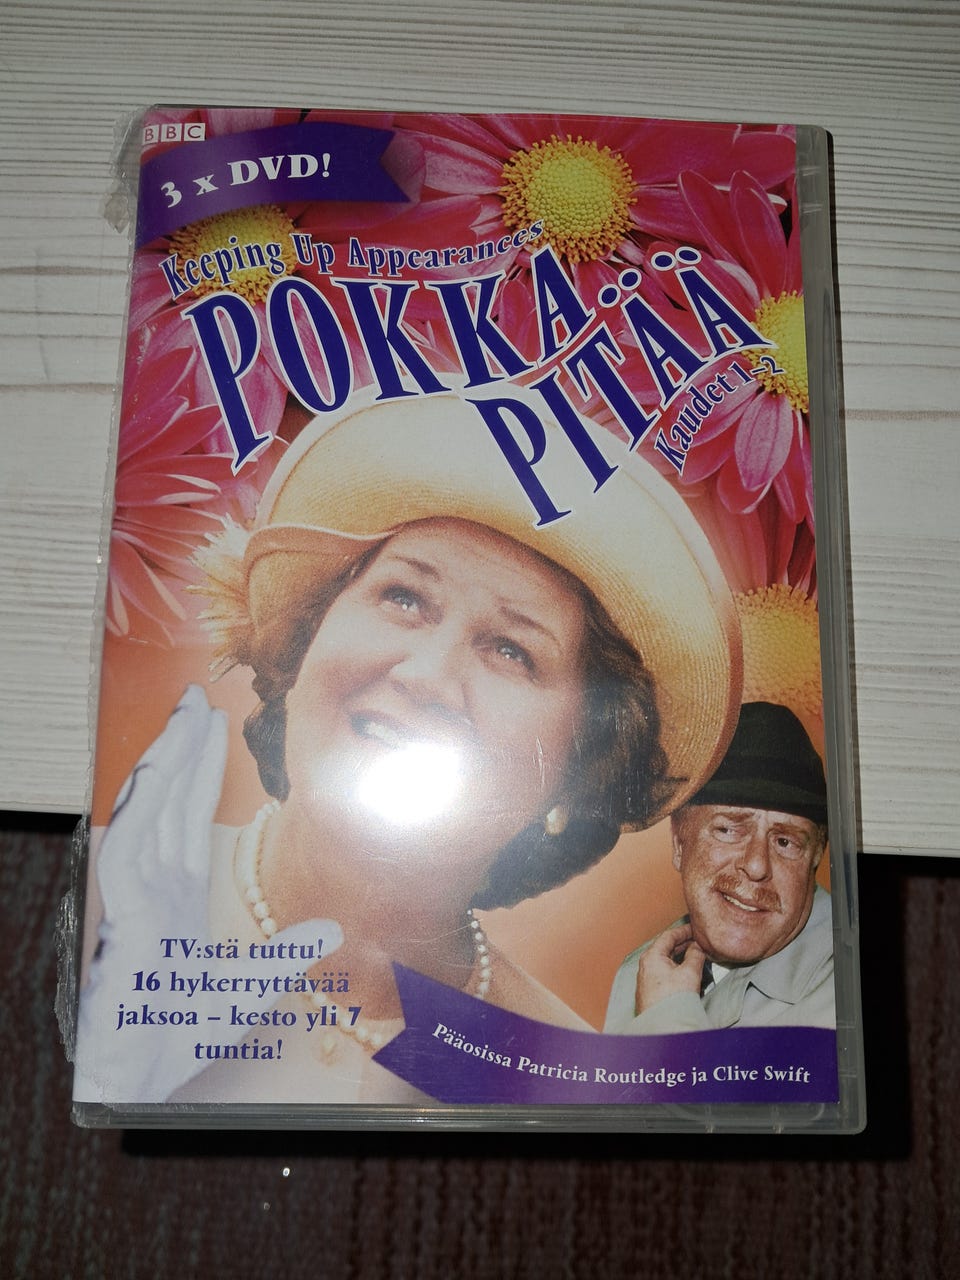 BBC
3 x DVD!
Keeping Up Appearances
POKKA
PITÄÄ
Kaudet 1–2
TV:stä tuttu!
16 hykerryttävää
jaksoa – kesto yli 7
tuntia!
Pääosissa Patricia Routledge ja Clive Swift